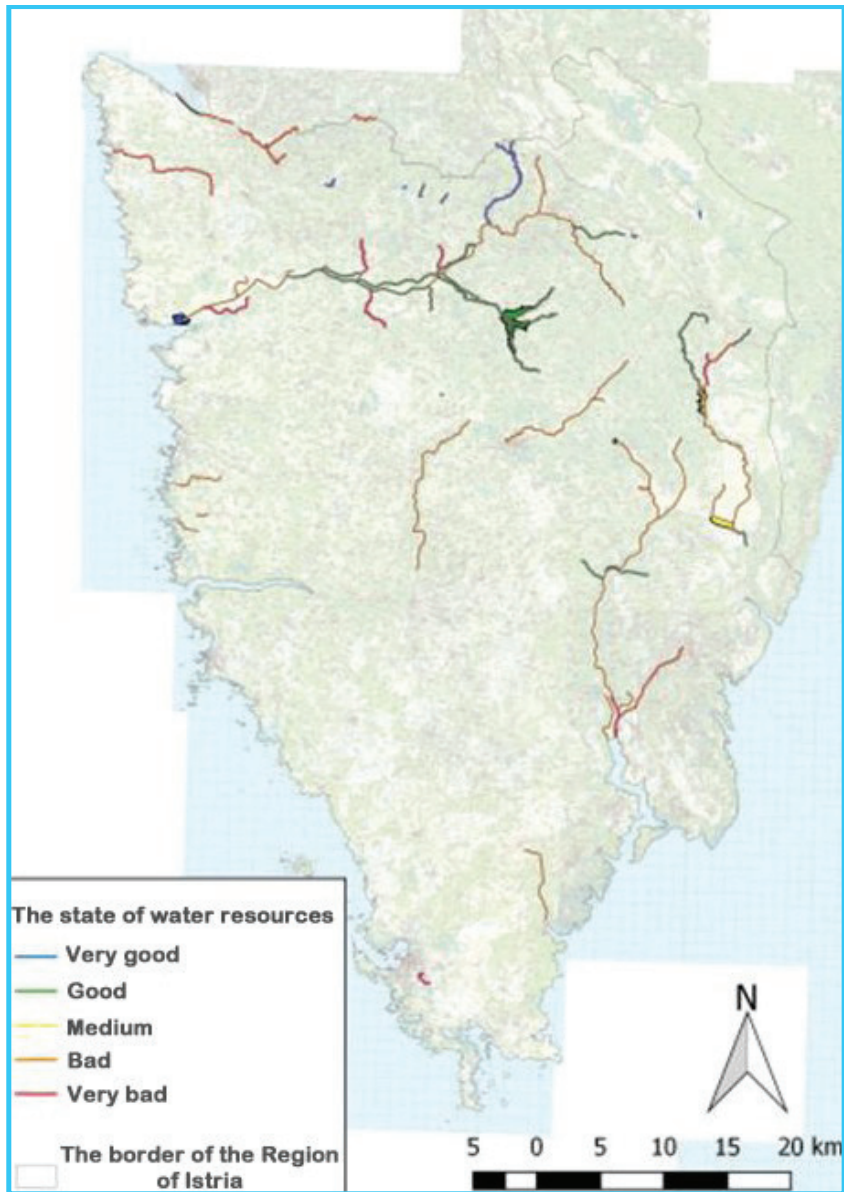 The state of water resources
Very good
Good
Medium
Bad
Very bad
The border of the Region
of Istria
N
5 0 5 10 15 20 km